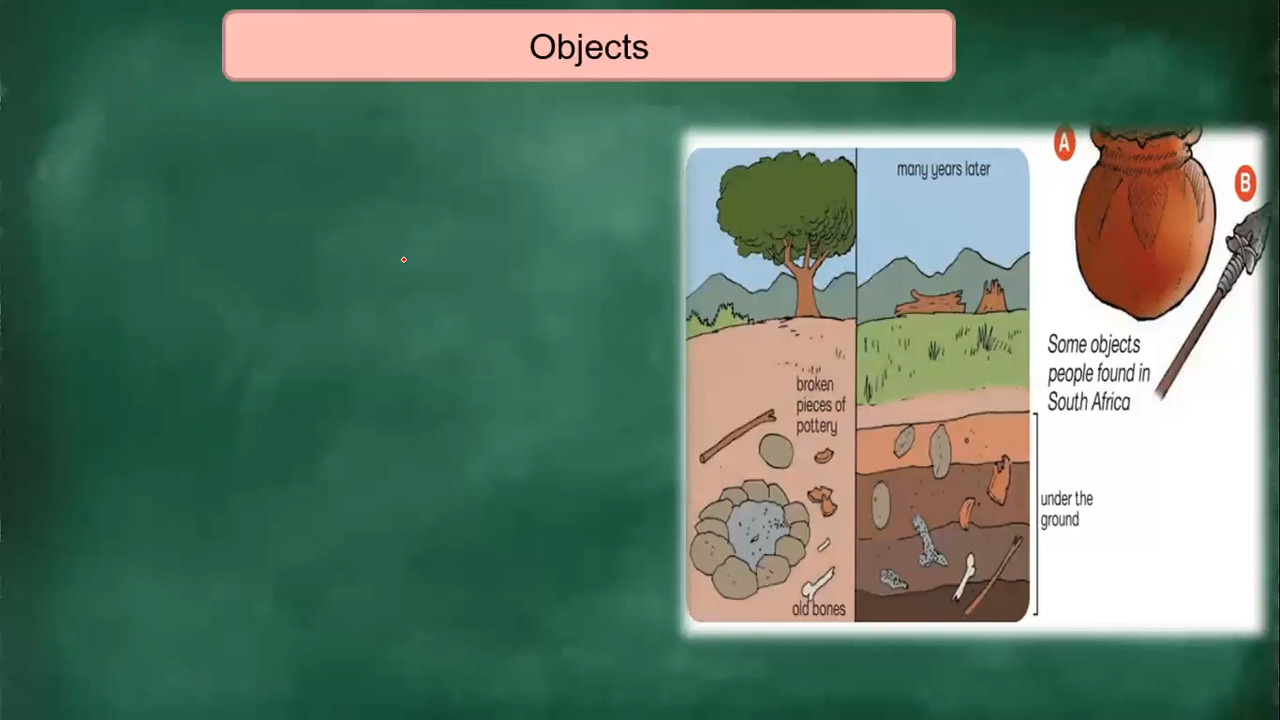 Objects
many years later
A
B
broken
pieces of
pottery
Some objects
people found in
South Africa
under the
ground
old bones